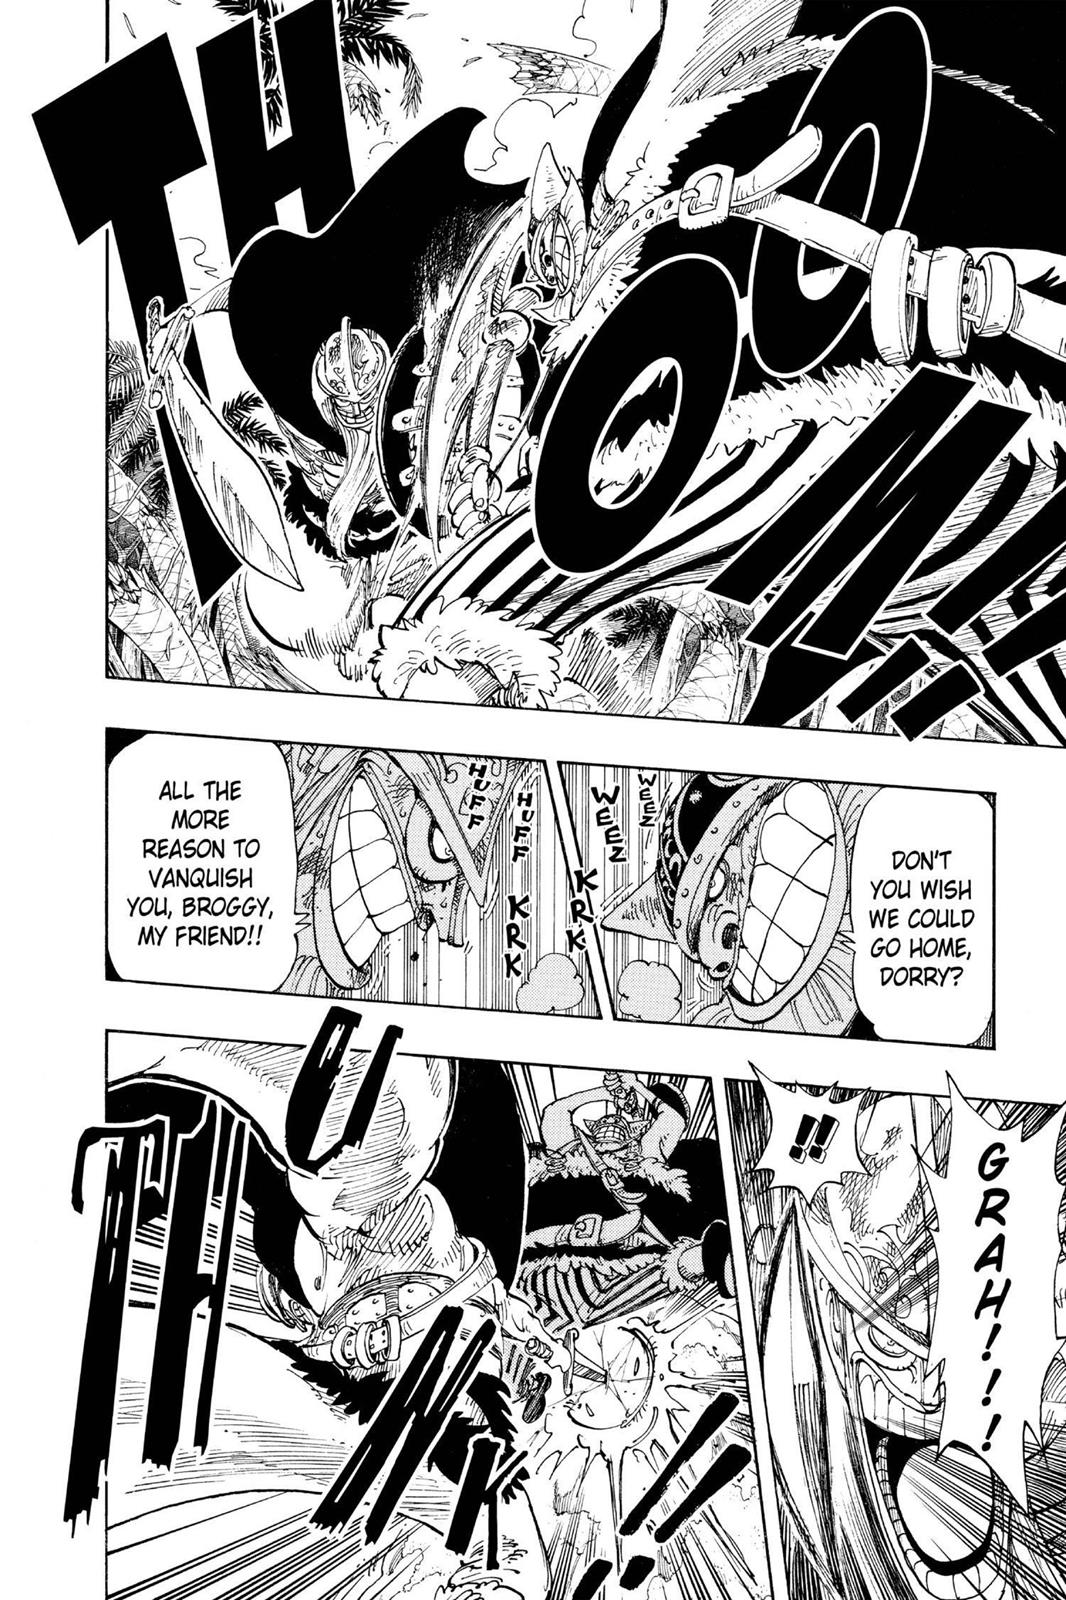 THOOOM!!
DON'T
YOU WISH
WE COULD
GO HOME,
DORRY?
WEEZ
WEEZ
KRK
HUFF
HUFF
KRK
ALL THE
MORE
REASON TO
VANQUISH
YOU, BROGGY,
MY FRIEND!!
GRAH!!!
!!
THUNK!!